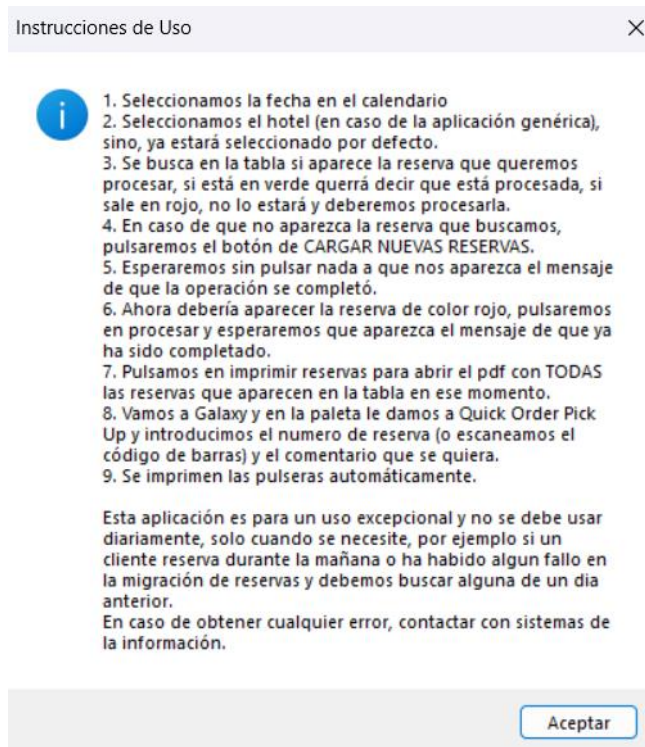 Instrucciones de Uso
1. Seleccionamos la fecha en el calendario
2. Seleccionamos el hotel (en caso de la aplicación genérica),
sino, ya estará seleccionado por defecto.
3. Se busca en la tabla si aparece la reserva que queremos
procesar, si está en verde querrá decir que está procesada, si
sale en rojo, no lo estará y deberemos procesarla.
4. En caso de que no aparezca la reserva que buscamos,
pulsaremos el botón de CARGAR NUEVAS RESERVAS.
5. Esperaremos sin pulsar nada a que nos aparezca el mensaje
de que la operación se completó.
6. Ahora debería aparecer la reserva de color rojo, pulsaremos
en procesar y esperaremos que aparezca el mensaje de que ya
ha sido completado.
7. Pulsamos en imprimir reservas para abrir el pdf con TODAS
las reservas que aparecen en la tabla en ese momento.
8. Vamos a Galaxy y en la paleta le damos a Quick Order Pick
Up y introducimos el numero de reserva (o escaneamos el
código de barras) y el comentario que se quiera.
9. Se imprimen las pulseras automáticamente.
Esta aplicación es para un uso excepcional y no se debe usar
diariamente, solo cuando se necesite, por ejemplo si un
cliente reserva durante la mañana o ha habido algun fallo en
la migración de reservas y debemos buscar alguna de un dia
anterior.
En caso de obtener cualquier error, contactar con sistemas de
la información.
Aceptar